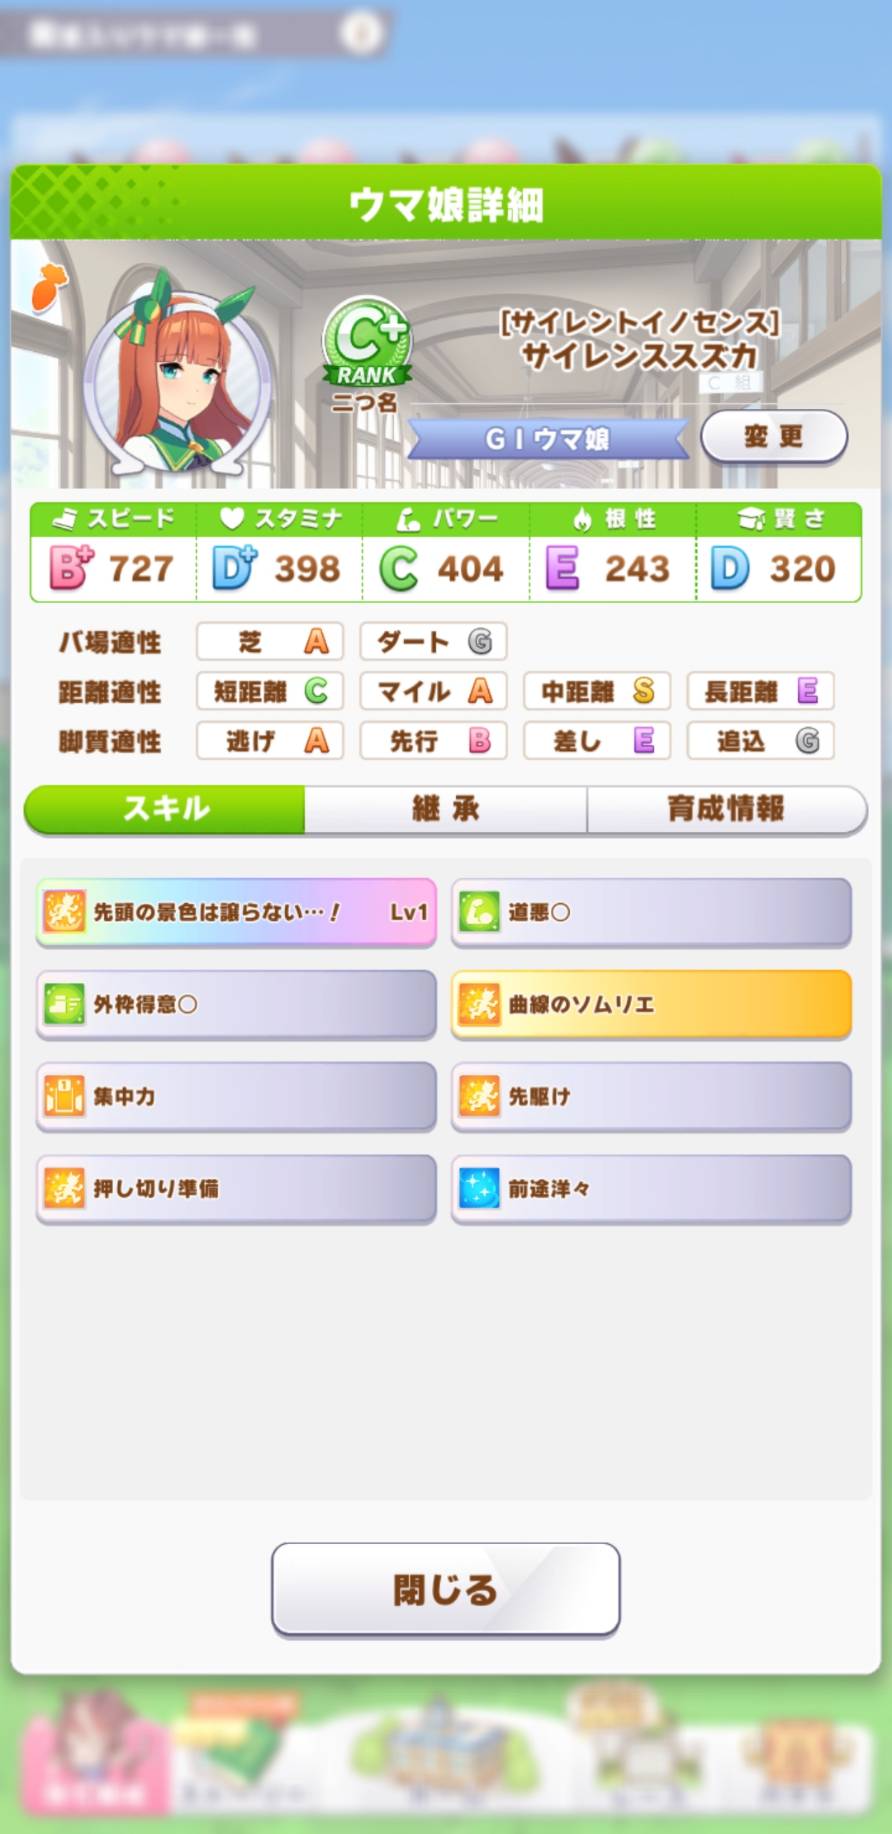 ウマ娘詳細
C+
RANK
二つ名
[サイレントイノセンス]
サイレンススズカ
C 組
GⅠウマ娘
変更
スピード スタミナ パワー 根性 賢さ
B+ 727 D+ 398 C 404 E 243 D 320
バ場適性 芝 A ダート G
距離適性 短距離 C マイル A 中距離 S 長距離 E
脚質適性 逃げ A 先行 B 差し E 追込 G
スキル 継承 育成情報
先頭の景色は譲らない…! Lv1 道悪○
外枠得意○ 曲線のソムリエ
集中力 先駆け
押し切り準備 前途洋々
閉じる